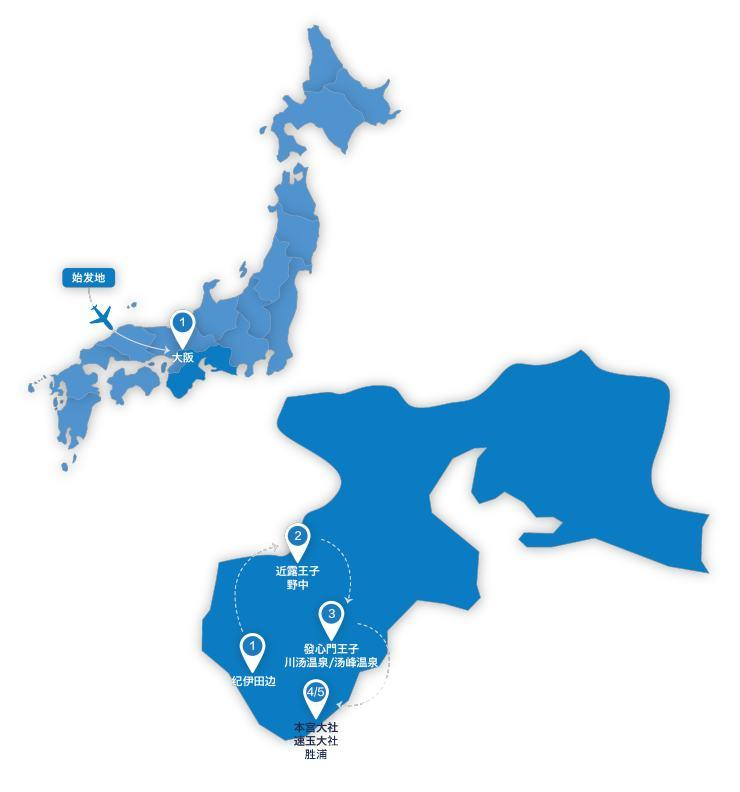 始发地
1
大阪
2
近露王子
野中
3
發心門王子
川汤温泉/汤峰温泉
1
纪伊田边
4/5
本宫大社
速玉大社
胜浦